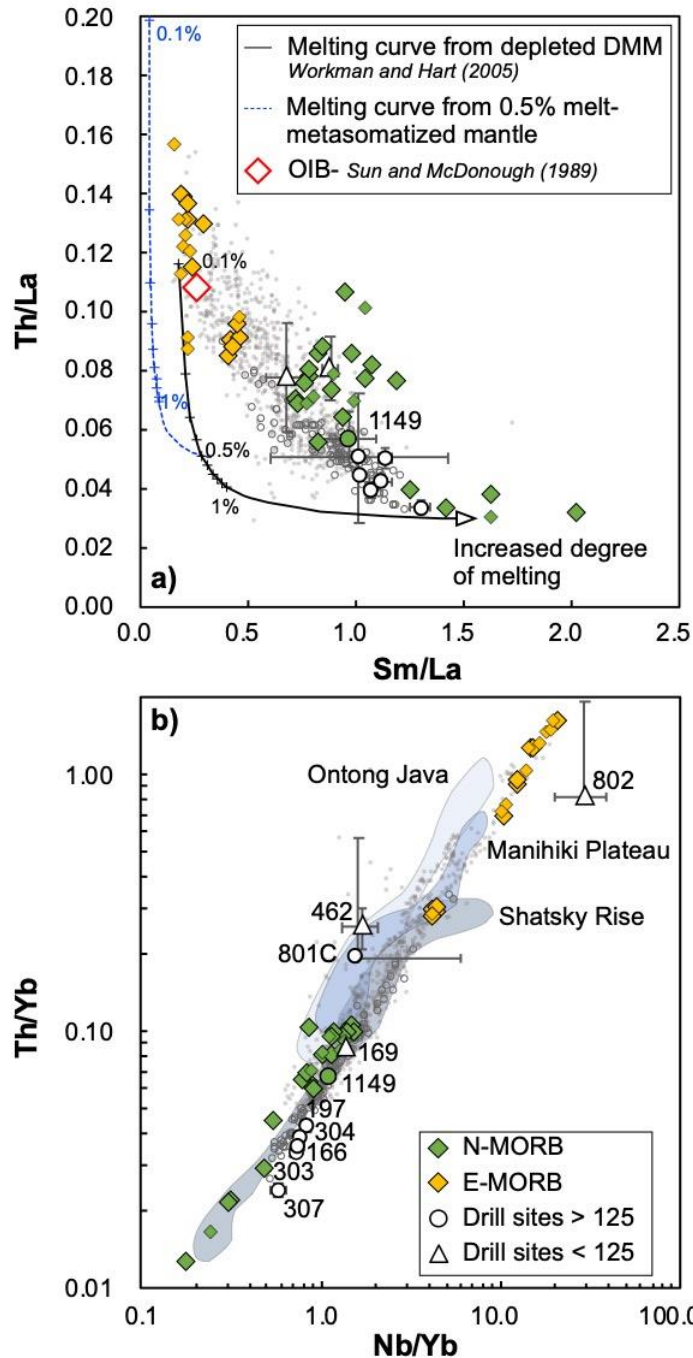 0.20
0.18
0.16
0.14
0.12
0.10
0.08
0.06
0.04
0.02
0.00
Th/La
0.1%
Melting curve from depleted DMM
Workman and Hart (2005)
Melting curve from 0.5% melt-
metasomatized mantle
OIB- Sun and McDonough (1989)
0.1%
1%
0.5%
1%
1149
Increased degree
of melting
a)
0.0
0.5
1.0
1.5
2.0
2.5
Sm/La
b)
1.00
0.10
0.01
Th/Yb
Ontong Java
802
Manihiki Plateau
462
Shatsky Rise
801C
169
1149
197
304
166
303
307
N-MORB
E-MORB
Drill sites > 125
Drill sites < 125
0.1
1.0
10.0
100.0
Nb/Yb